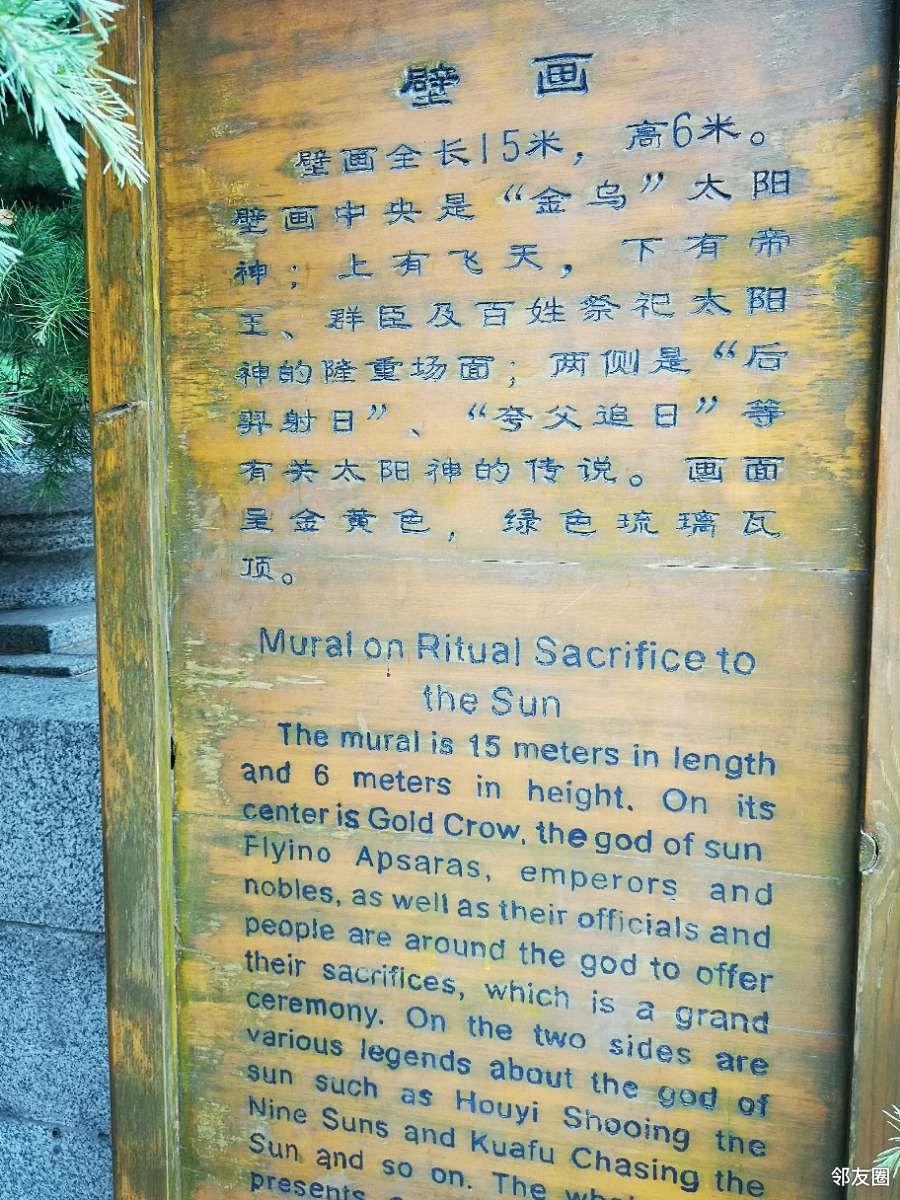 壁画
壁画全长15米，高6米。
壁画中央是“金乌”太阳
神；上有飞天，下有帝
王、群臣及百姓祭祀太阳
神的隆重场面；两侧是“后
羿射日”、“夸父追日”等
有关太阳神的传说。画面
呈金黄色，绿色琉璃瓦
顶。
Mural on Ritual Sacrifice to
the Sun
The mural is 15 meters in length
and 6 meters in height. On its
center is Gold Crow, the god of sun
Flyino Apsaras, emperors and
nobles, as well as their officials and
people are around the god to offer
their sacrifices, which is a grand
ceremony. On the two sides are
various legends about the god of
sun such as Houyi Shooing the
Nine Suns and Kuafu Chasing the
Sun and so on. The
presents
邻友圈